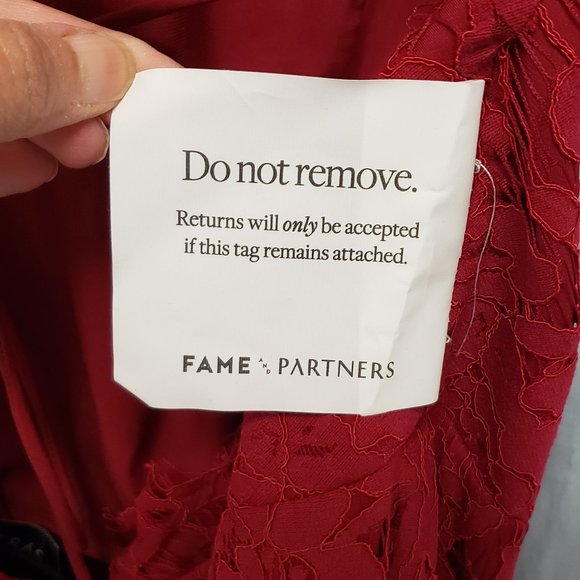 Do not remove.
Returns will only be accepted
if this tag remains attached.
FAME AND PARTNERS